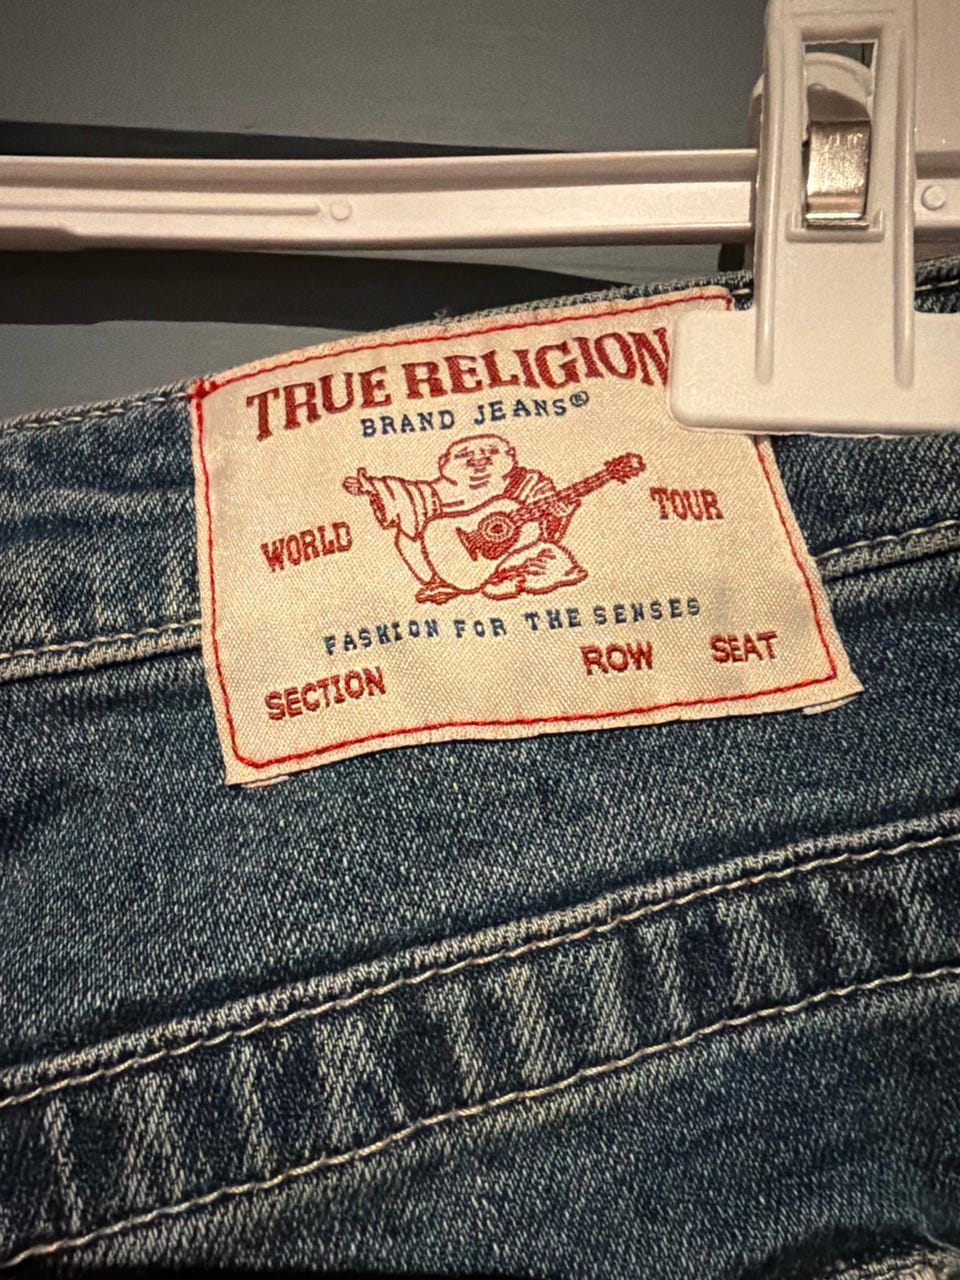 TRUE RELIGION
BRAND JEANS®
WORLD TOUR
FASHION FOR THE SENSES
SECTION ROW SEAT